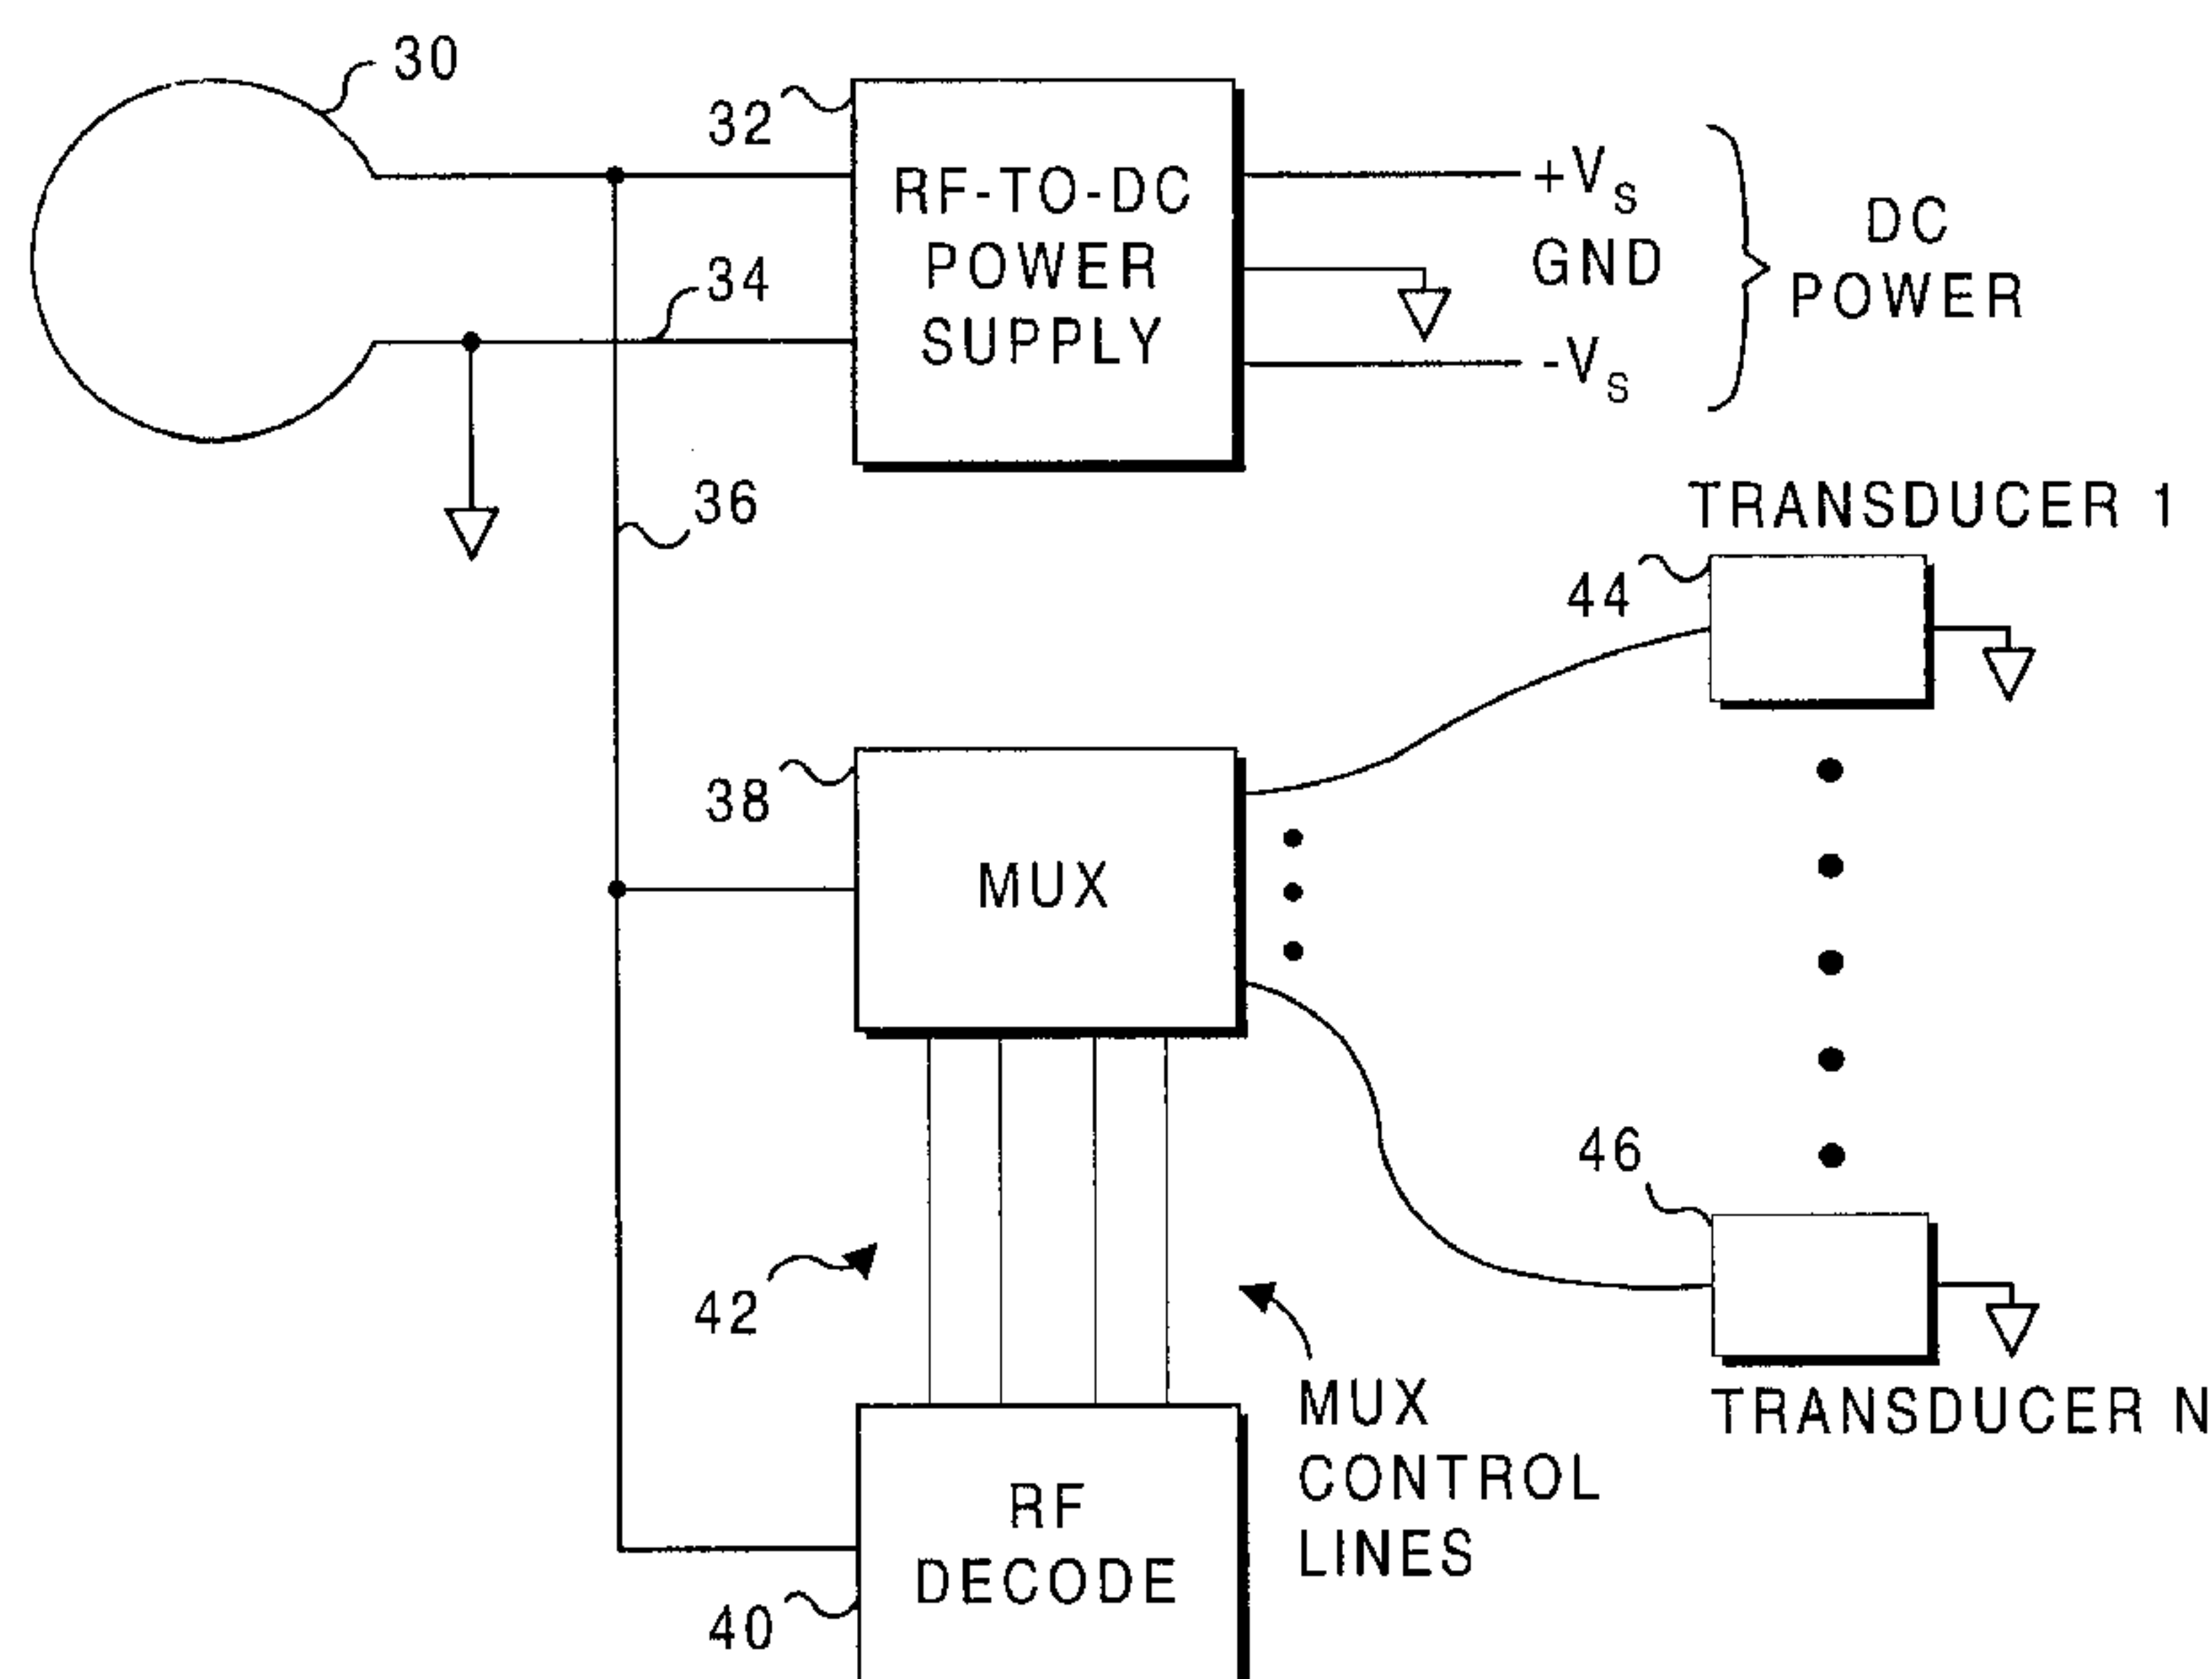 30
32
RF-TO-DC
POWER
SUPPLY
34
+VS
GND
-VS
DC
POWER
36
TRANSDUCER 1
44
38
MUX
46
42
MUX
CONTROL
LINES
TRANSDUCER N
RF
DECODE
40